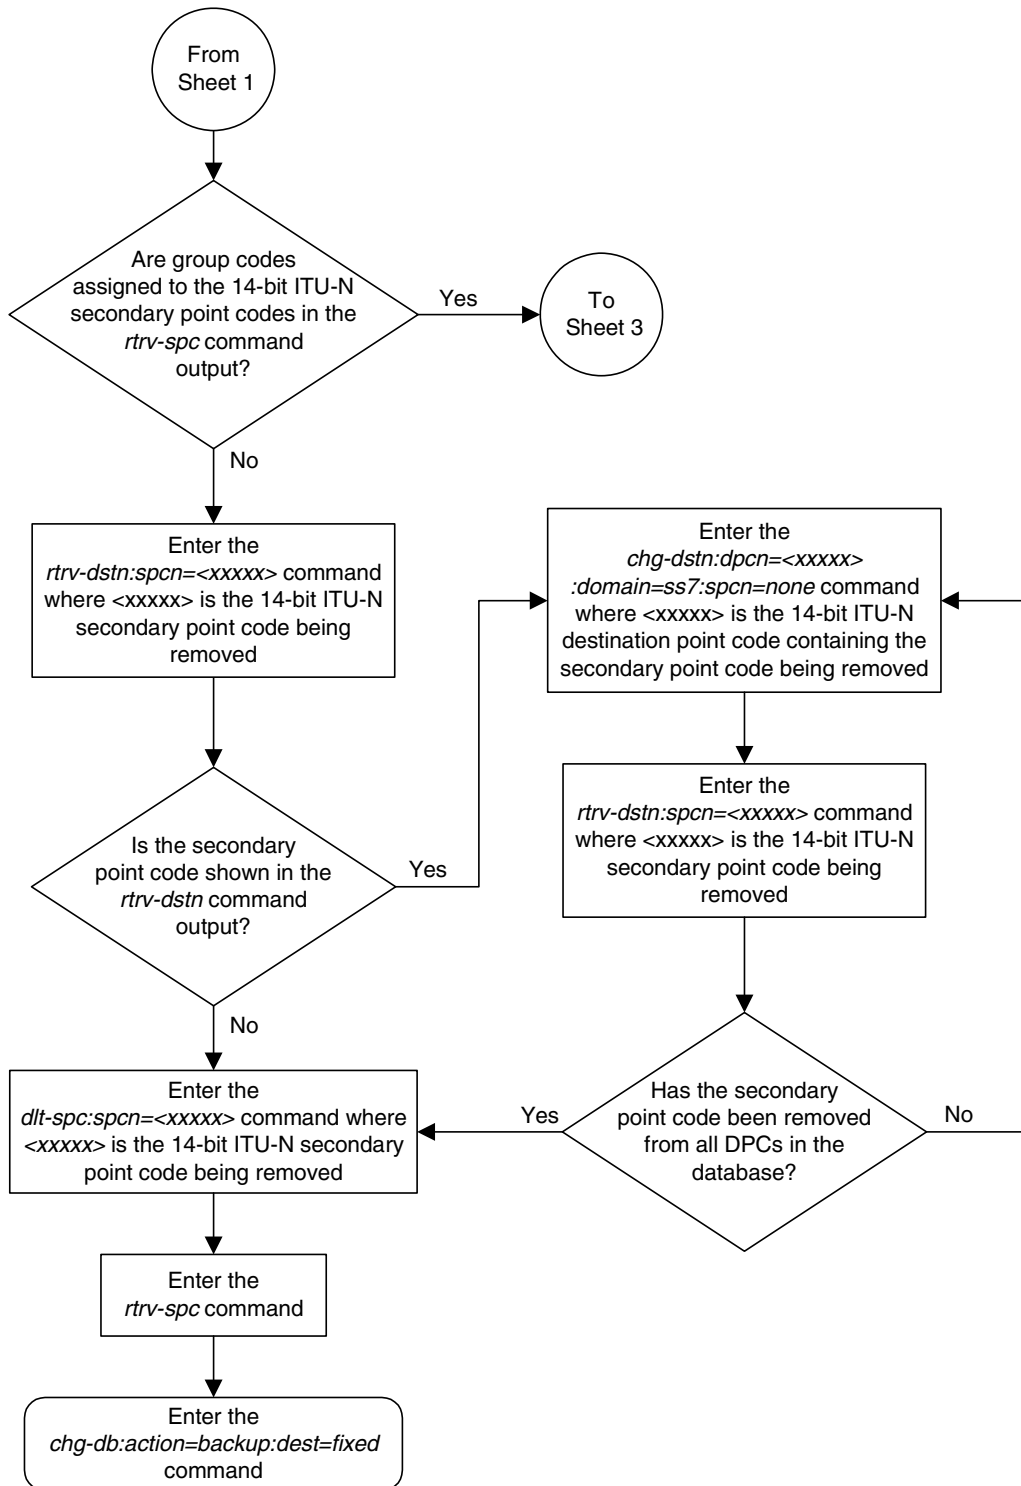 From
Sheet 1
Are group codes
assigned to the 14-bit ITU-N
secondary point codes in the
rtrv-spc command
output?
Yes
To
Sheet 3
No
Enter the
rtrv-dstn:spcn=<xxxxx> command
where <xxxxx> is the 14-bit ITU-N
secondary point code being
removed
Enter the
chg-dstn:dpcn=<xxxxx>
:domain=ss7:spcn=none command
where <xxxxx> is the 14-bit ITU-N
destination point code containing the
secondary point code being removed
Is the secondary
point code shown in the
rtrv-dstn command
output?
Yes
Enter the
rtrv-dstn:spcn=<xxxxx> command
where <xxxxx> is the 14-bit ITU-N
secondary point code being
removed
No
Enter the
dlt-spc:spcn=<xxxxx> command where
<xxxxx> is the 14-bit ITU-N secondary
point code being removed
Yes
Has the secondary
point code been removed
from all DPCs in the
database?
No
Enter the
rtrv-spc command
Enter the
chg-db:action=backup:dest=fixed
command